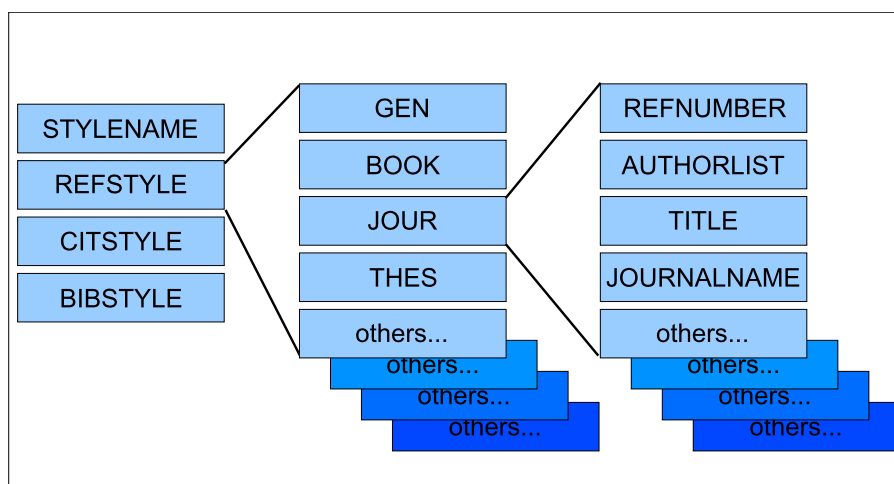 STYLENAME
REFSTYLE
CITSTYLE
BIBSTYLE
GEN
BOOK
JOUR
THES
others...
others...
others...
others...
REFNUMBER
AUTHORLIST
TITLE
JOURNALNAME
others...
others...
others...
others...